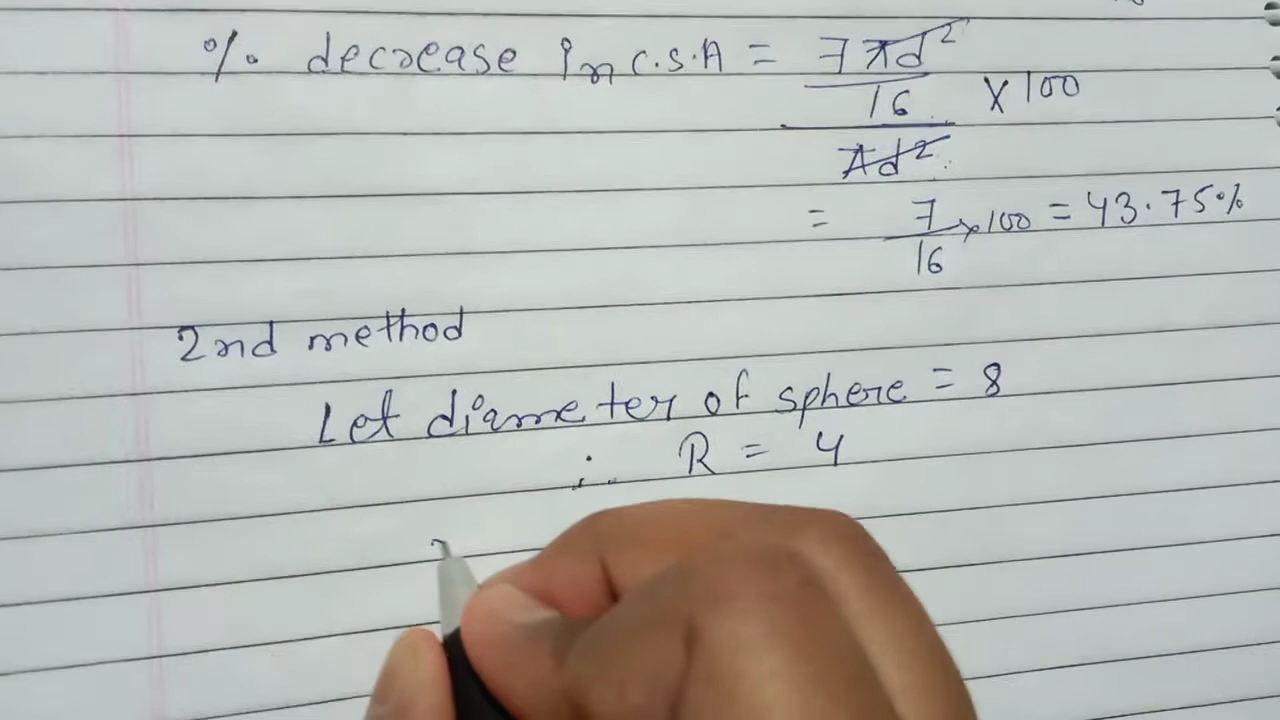 % decrease in C.S.A = 7πd²
16 × 100
πd²
= 7/16 × 100 = 43.75%
2nd method
Let diameter of sphere = 8
∴ R = 4